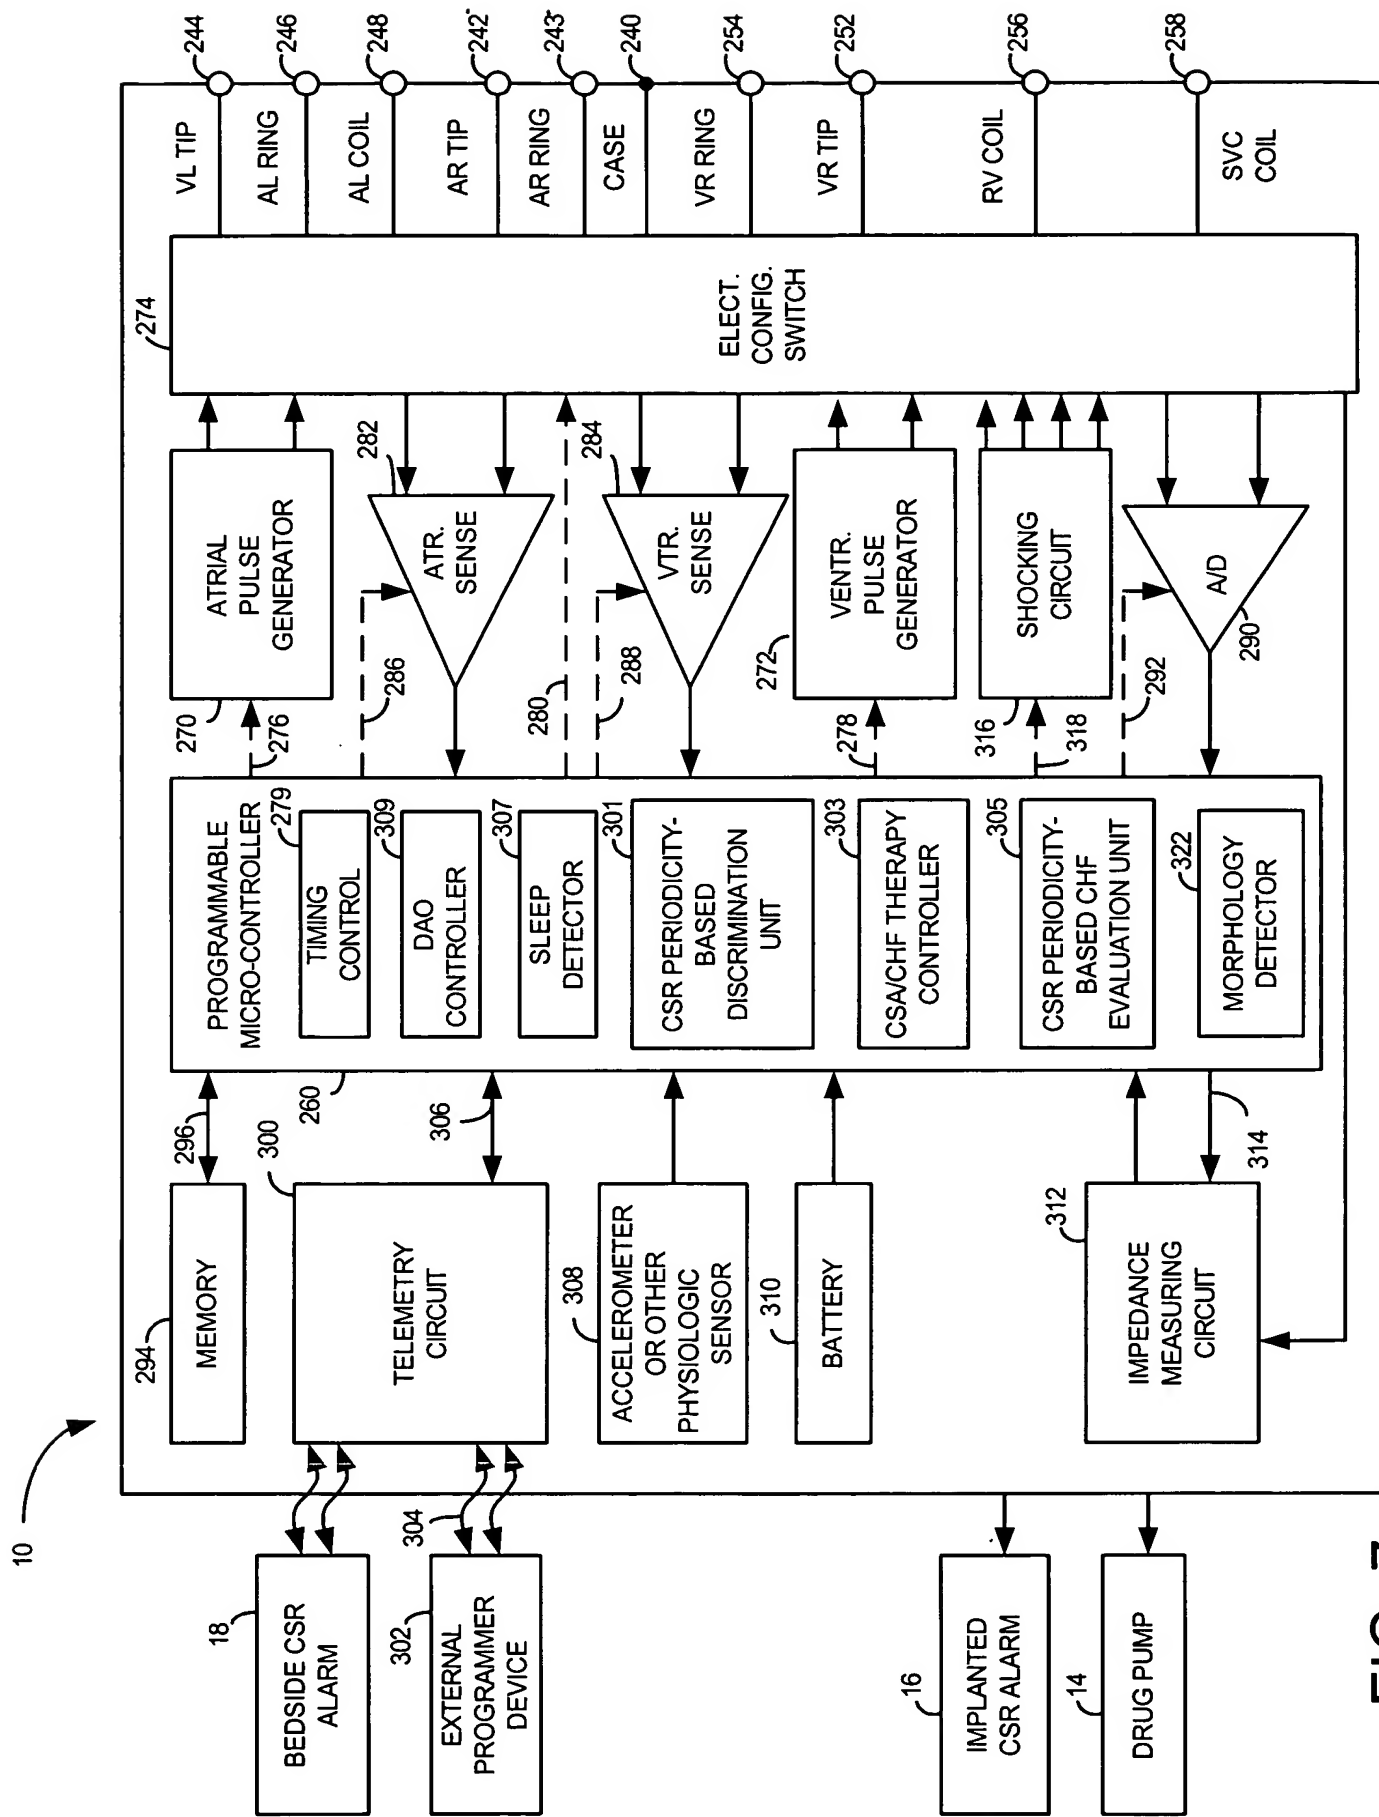 10
18
BEDSIDE CSR
ALARM
302
EXTERNAL
PROGRAMMER
DEVICE
304
16
IMPLANTED
CSR ALARM
14
DRUG PUMP
294
MEMORY
296
300
TELEMETRY
CIRCUIT
306
308
ACCELEROMETER
OR OTHER
PHYSIOLOGIC
SENSOR
310
BATTERY
312
IMPEDANCE
MEASURING
CIRCUIT
314
260
PROGRAMMABLE
MICRO-CONTROLLER
279
TIMING
CONTROL
309
DAO
CONTROLLER
307
SLEEP
DETECTOR
301
CSR PERIODICITY-
BASED
DISCRIMINATION
UNIT
303
CSA/CHF THERAPY
CONTROLLER
305
CSR PERIODICITY-
BASED CHF
EVALUATION UNIT
322
MORPHOLOGY
DETECTOR
270
276
ATRIAL
PULSE
GENERATOR
286
282
ATR.
SENSE
280
288
284
VTR.
SENSE
272
278
VENTR.
PULSE
GENERATOR
316
318
SHOCKING
CIRCUIT
292
290
A/D
274
ELECT.
CONFIG.
SWITCH
VL TIP
244
AL RING
246
AL COIL
248
AR TIP
242
AR RING
243
CASE
240
VR RING
254
VR TIP
252
RV COIL
256
SVC
COIL
258